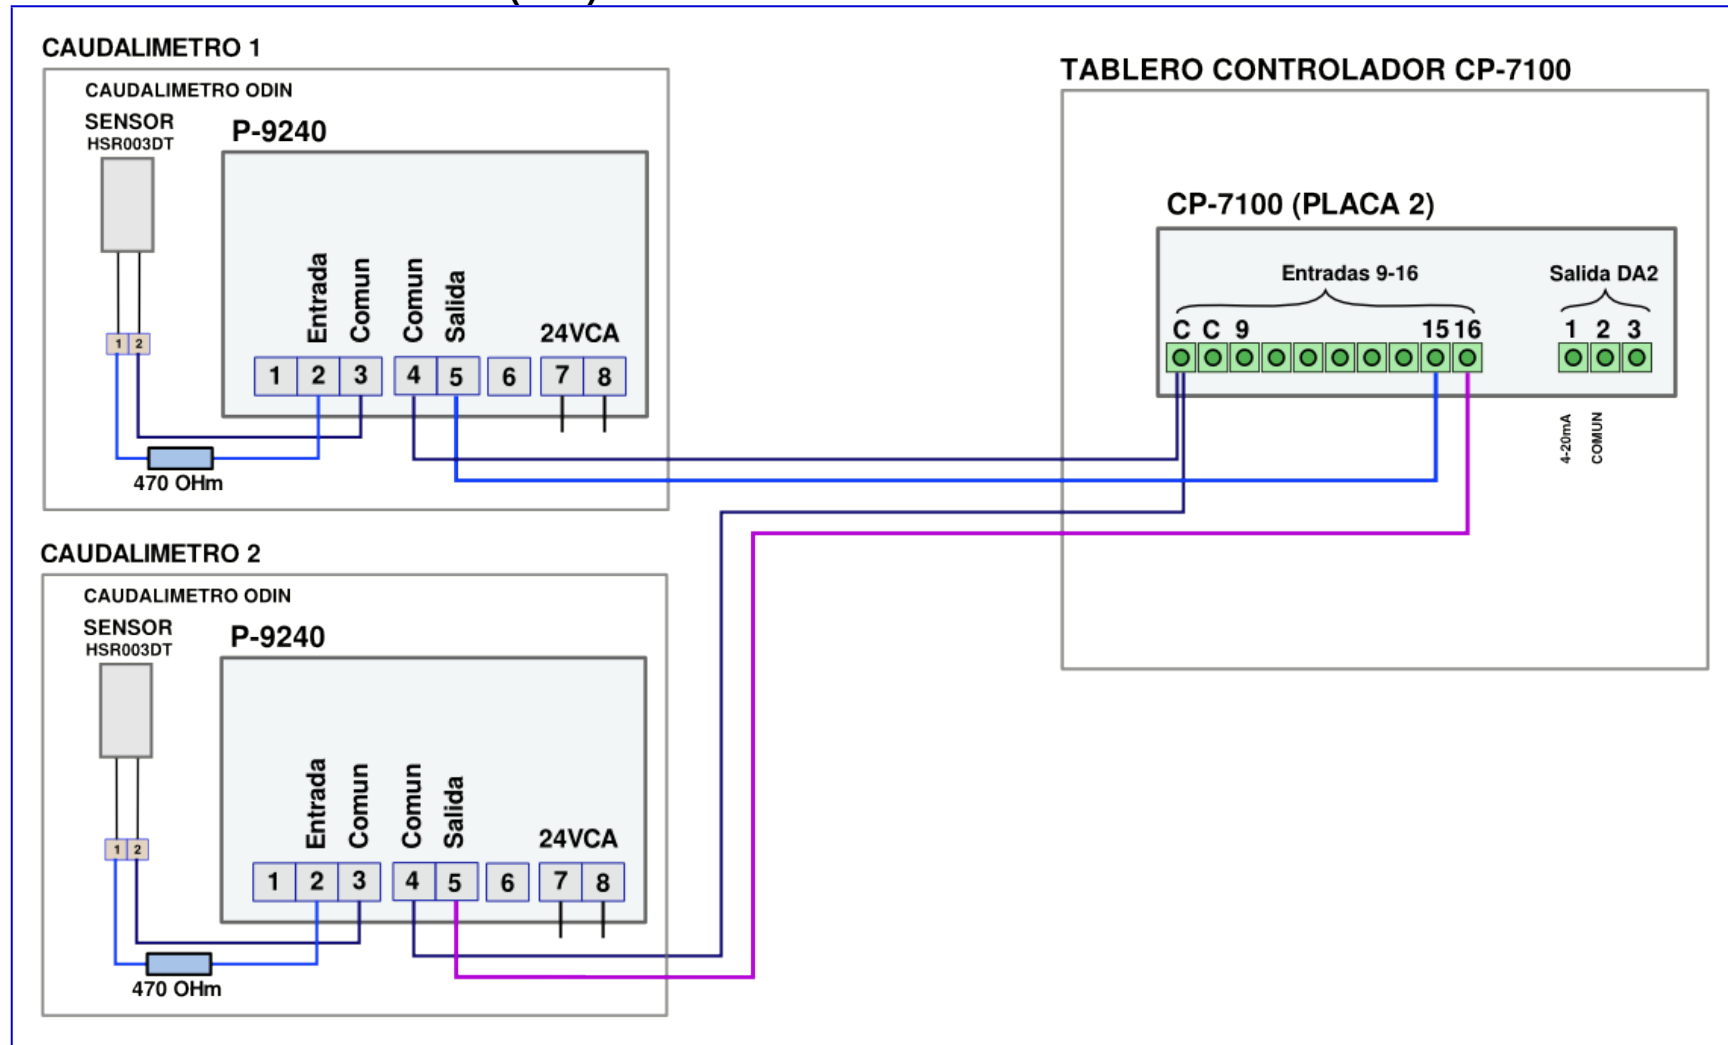 CAUDALIMETRO 1
CAUDALIMETRO ODIN
SENSOR
HSR003DT
P-9240
Entrada
Comun
Comun
Salida
24VCA
1 2
1 2 3 4 5 6 7 8
470 OHm
TABLERO CONTROLADOR CP-7100
CP-7100 (PLACA 2)
Entradas 9-16
Salida DA2
C C 9 15 16
1 2 3
4-20mA
COMUN
CAUDALIMETRO 2
CAUDALIMETRO ODIN
SENSOR
HSR003DT
P-9240
Entrada
Comun
Comun
Salida
24VCA
1 2
1 2 3 4 5 6 7 8
470 OHm